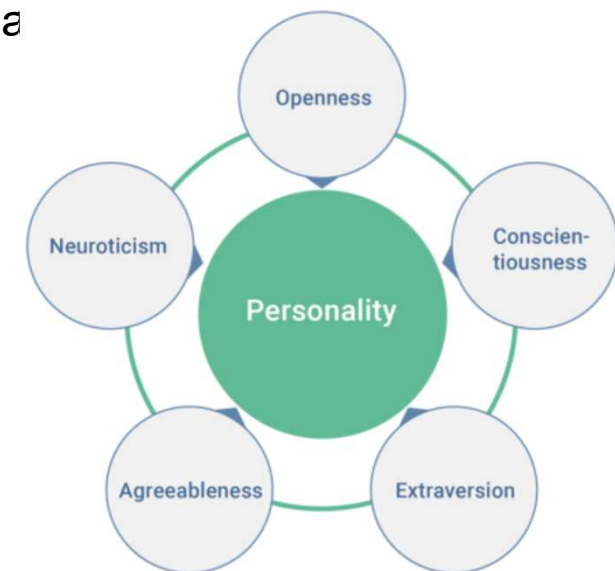 a
Openness
Neuroticism
Conscien-
tiousness
Personality
Agreeableness
Extraversion